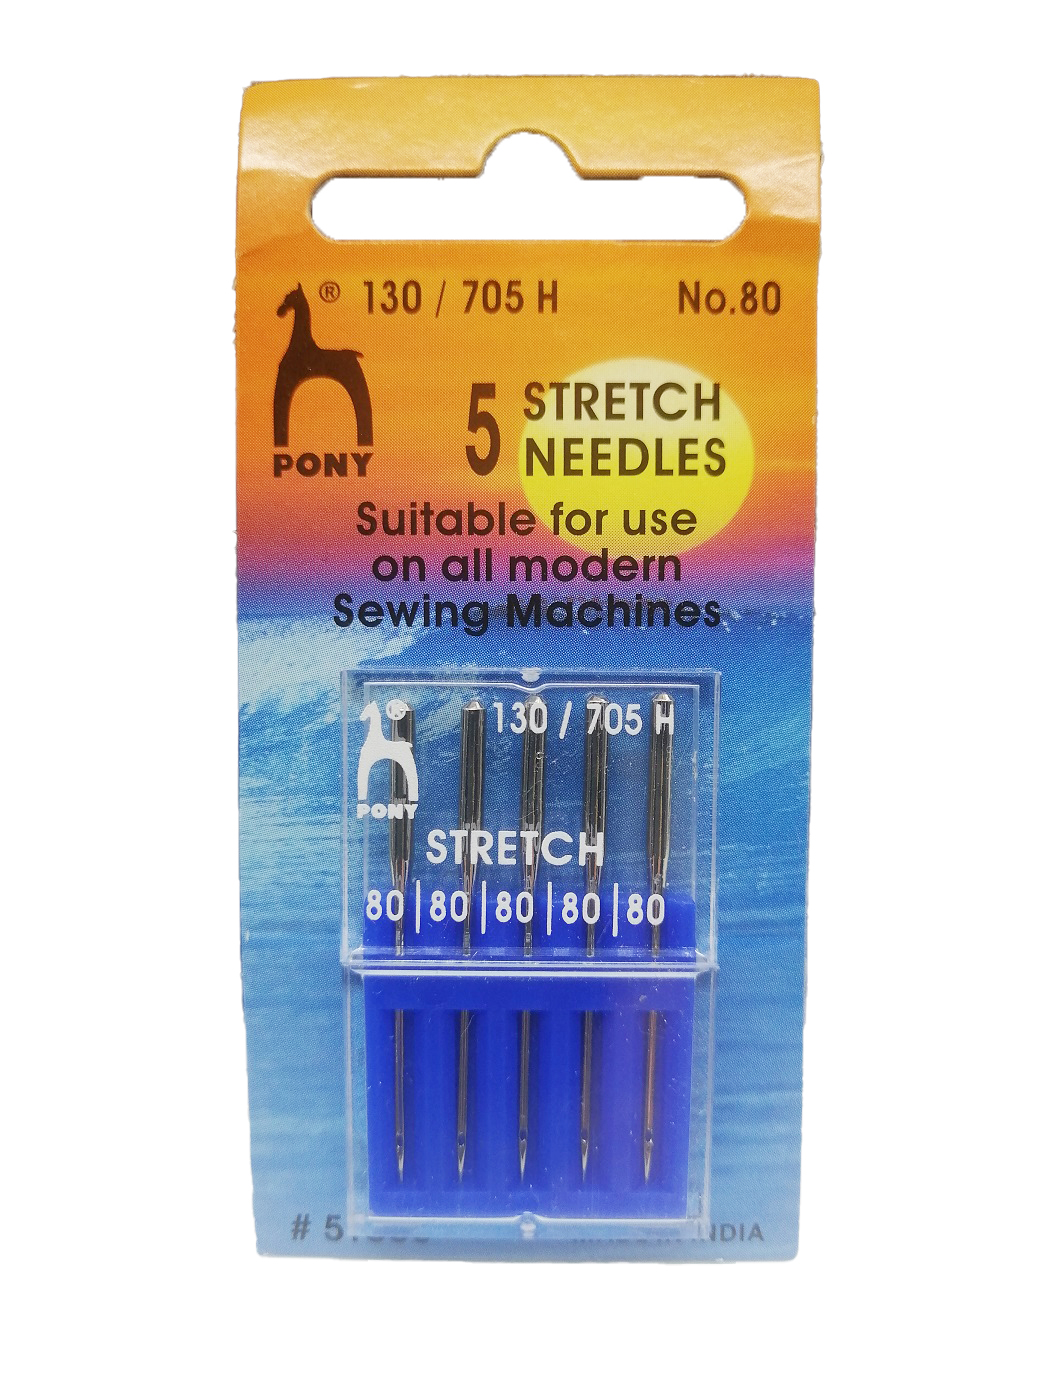 ® 130 / 705 H No.80
PONY
5 STRETCH
NEEDLES
Suitable for use
on all modern
Sewing Machines
® 130 / 705 H
PONY
STRETCH
80 | 80 | 80 | 80 | 80
INDIA